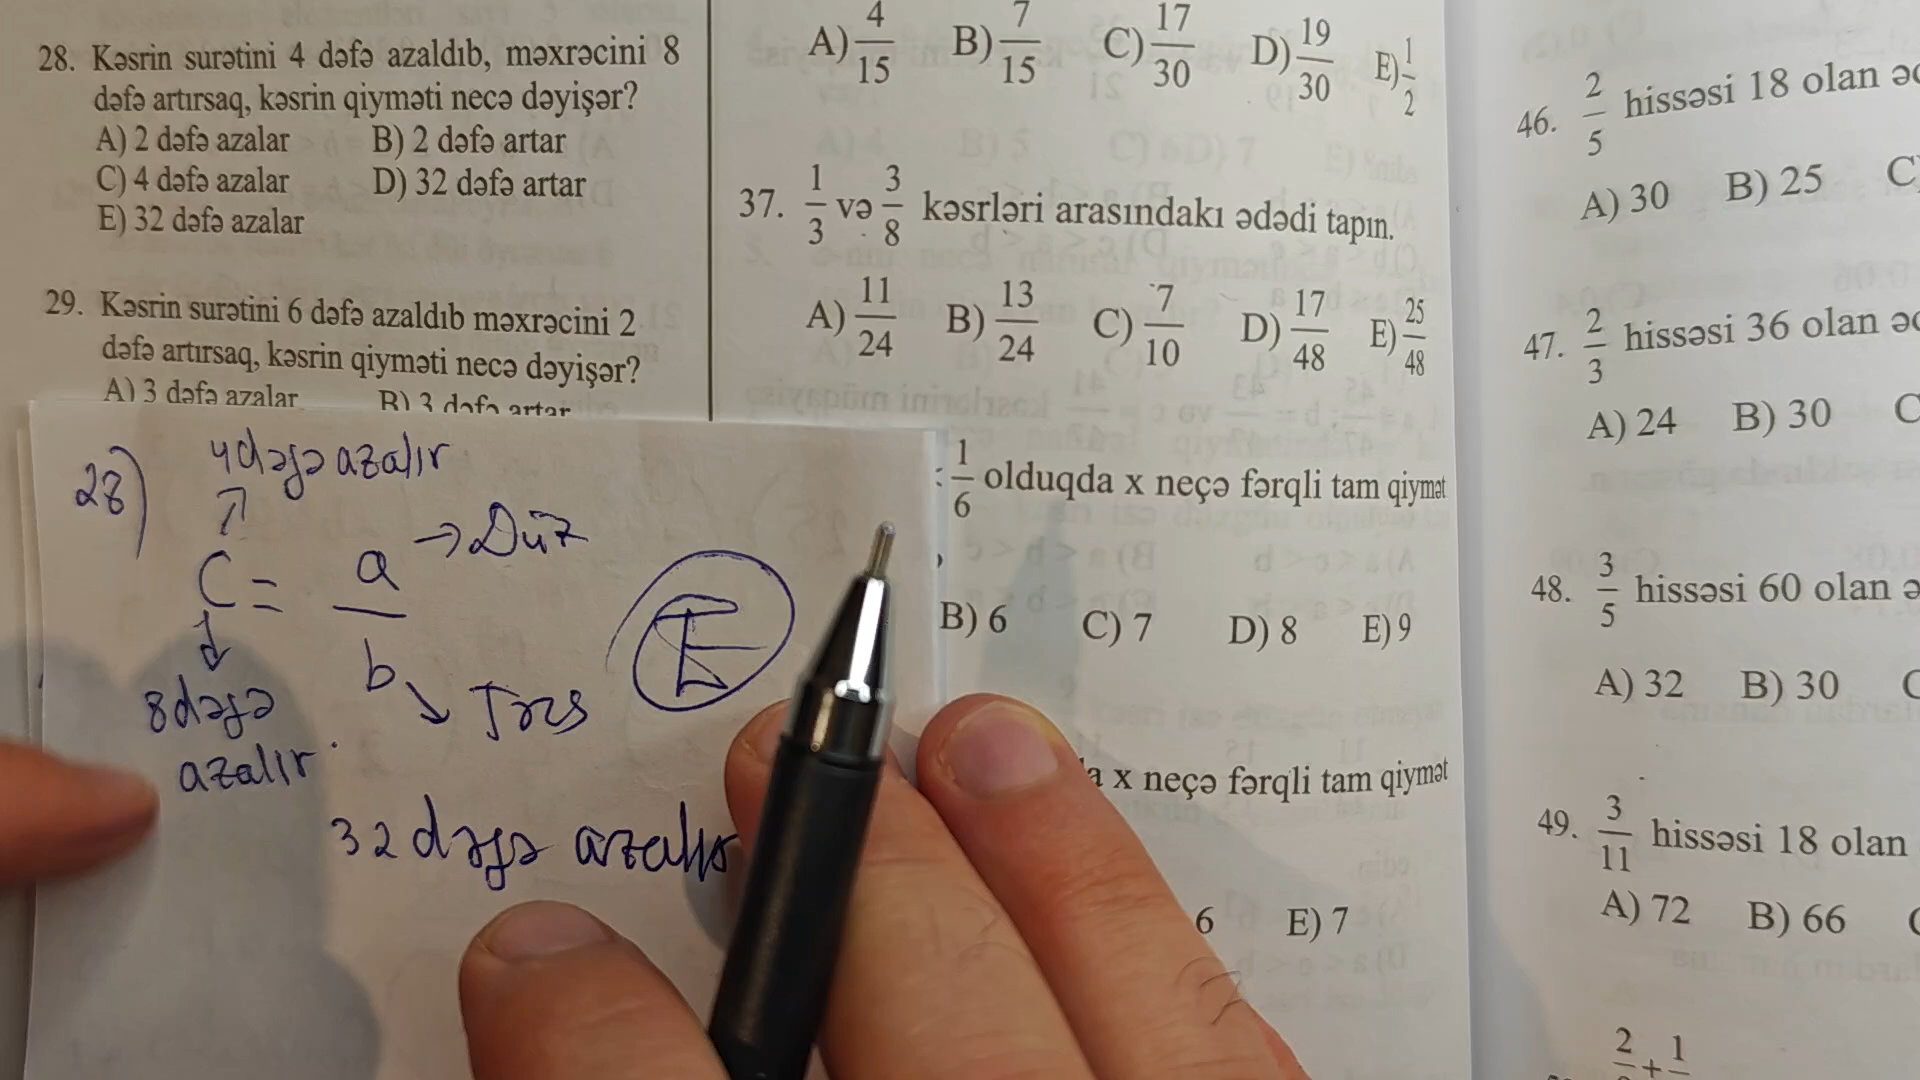 28. Kəsrin surətini 4 dəfə azaldıb, məxrəcini 8
dəfə artırsaq, kəsrin qiyməti necə dəyişər?
A) 2 dəfə azalar B) 2 dəfə artar
C) 4 dəfə azalar D) 32 dəfə artar
E) 32 dəfə azalar
29. Kəsrin surətini 6 dəfə azaldıb məxrəcini 2
dəfə artırsaq, kəsrin qiyməti necə dəyişər?
A) 3 dəfə azalar B) 3 dəfə artar
28)
4 dəfə azalır
C = a/b
→ Düz
Tərs
8 dəfə
azalır
32 dəfə azalır
E
A) 4/15 B) 7/15 C) 17/30 D) 19/30 E) 1/2
37. 1/3 və 3/8 kəsrləri arasındakı ədədi tapın.
A) 11/24 B) 13/24 C) 7/10 D) 17/48 E) 25/48
: 1/6 olduqda x neçə fərqli tam qiymət
B) 6 C) 7 D) 8 E) 9
x neçə fərqli tam qiymət
6 E) 7
46. 2/5 hissəsi 18 olan
A) 30 B) 25 C
47. 2/3 hissəsi 36 olan
A) 24 B) 30 C
48. 3/5 hissəsi 60 olan
A) 32 B) 30
49. 3/11 hissəsi 18 olan
A) 72 B) 66